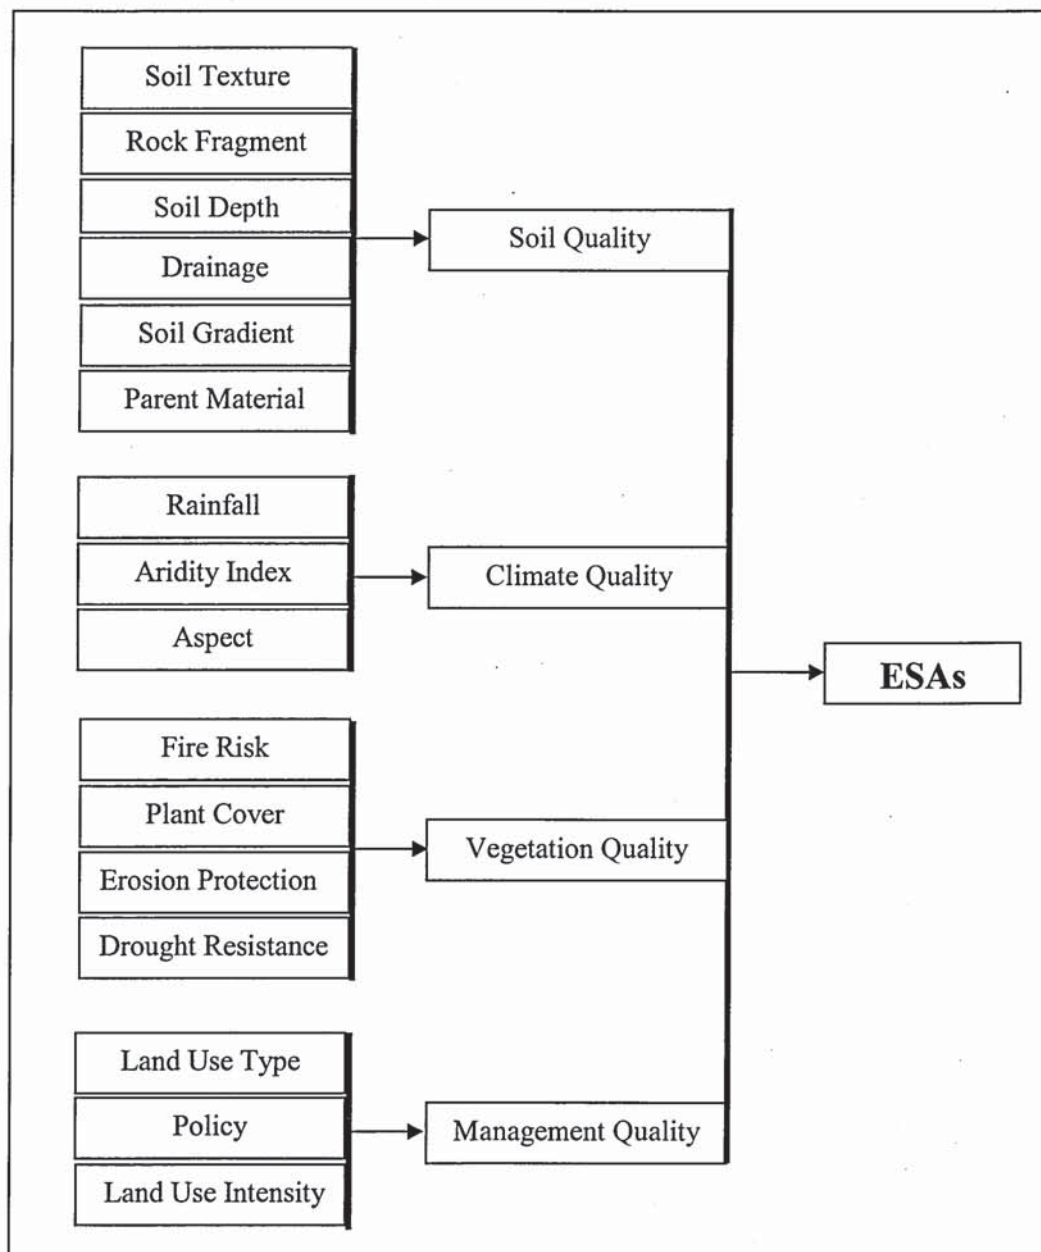 Soil Texture
Rock Fragment
Soil Depth
Drainage
Soil Gradient
Parent Material
Soil Quality
Rainfall
Aridity Index
Aspect
Climate Quality
Fire Risk
Plant Cover
Erosion Protection
Drought Resistance
Vegetation Quality
Land Use Type
Policy
Land Use Intensity
Management Quality
ESAs